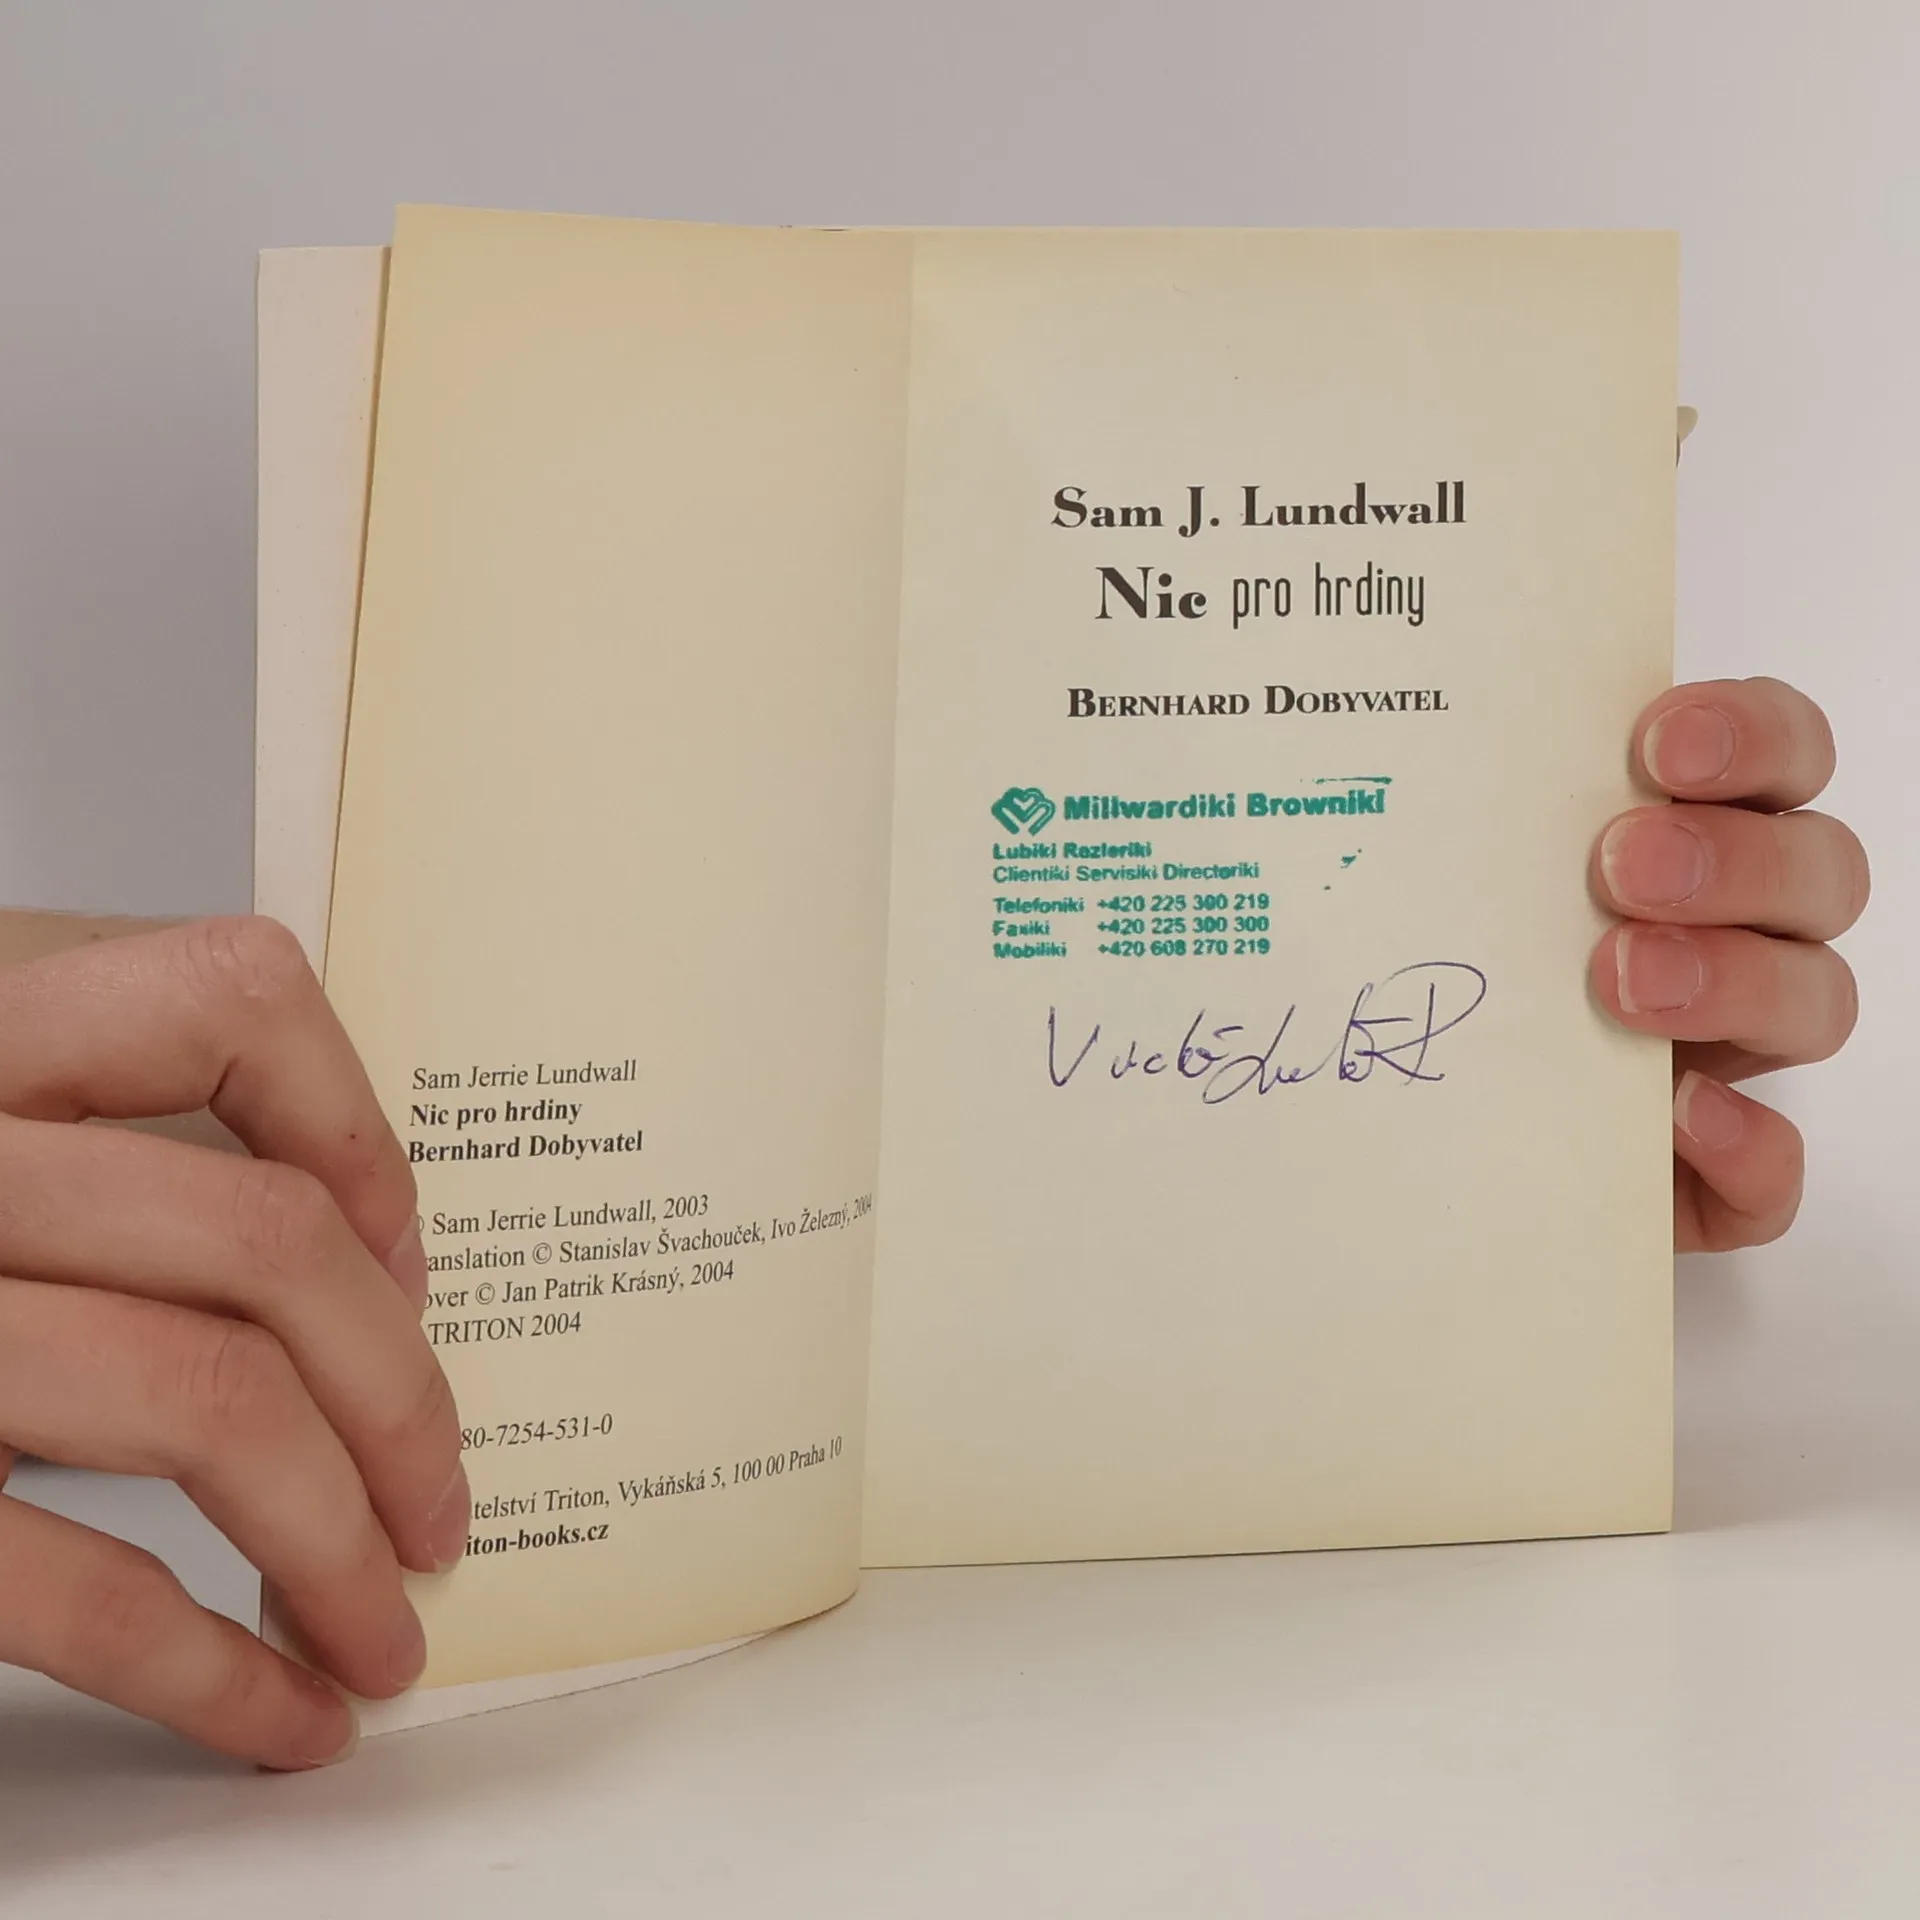 Sam Jerrie Lundwall
Nic pro hrdiny
Bernhard Dobyvatel
Sam Jerrie Lundwall, 2003
anslation © Stanislav Švachouček, Ivo Železný, 2004
over © Jan Patrik Krásný, 2004
TRITON 2004
80-7254-531-0
telství Triton, Vykáňská 5, 100 00 Praha 10
iton-books.cz
Sam J. Lundwall
Nic pro hrdiny
BERNHARD DOBYVATEL
Millwardiki Browniki
Lubiki Rezleriki
Clientiki Servisiki Directoriki
Telefoniki +420 225 300 219
Faxiki +420 225 300 300
Mobiliki +420 608 270 219